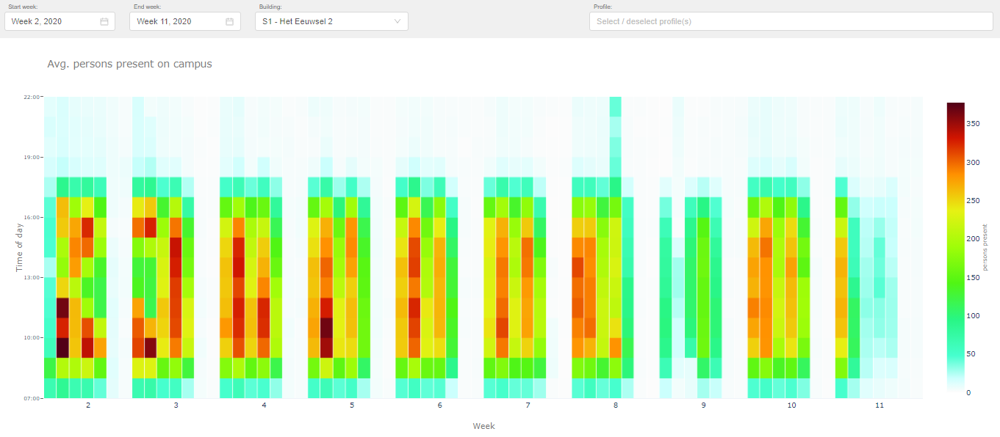 Start week: End week: Building: Profile:
Week 2, 2020 Week 11, 2020 S1 - Het Eeuwsel 2 Select / deselect profile(s)
Avg. persons present on campus
22:00
19:00
16:00
13:00
10:00
07:00
Time of day
2 3 4 5 6 7 8 9 10 11
Week
350
300
250
200
150
100
50
0
persons present